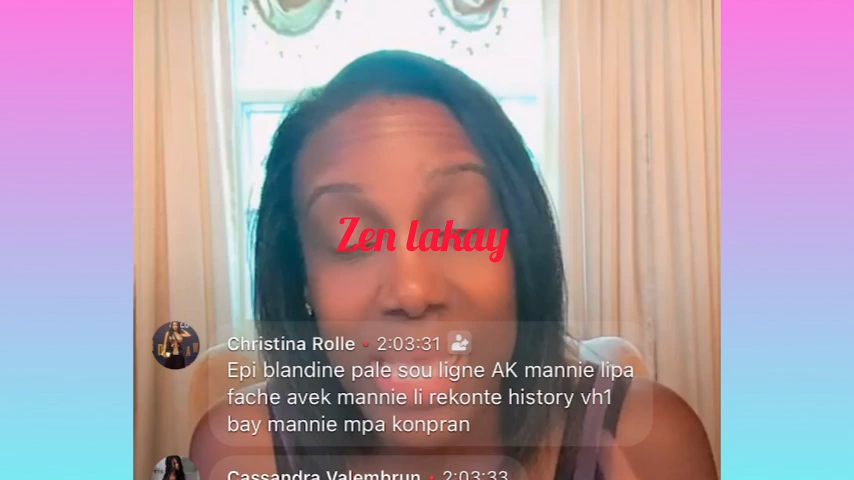 Zen lakay
Christina Rolle • 2:03:31
Epi blandine pale sou ligne AK mannie lipa
fache avek mannie li rekonte history vh1
bay mannie mpa konpran
Cassandra Valembrun • 2:03:33